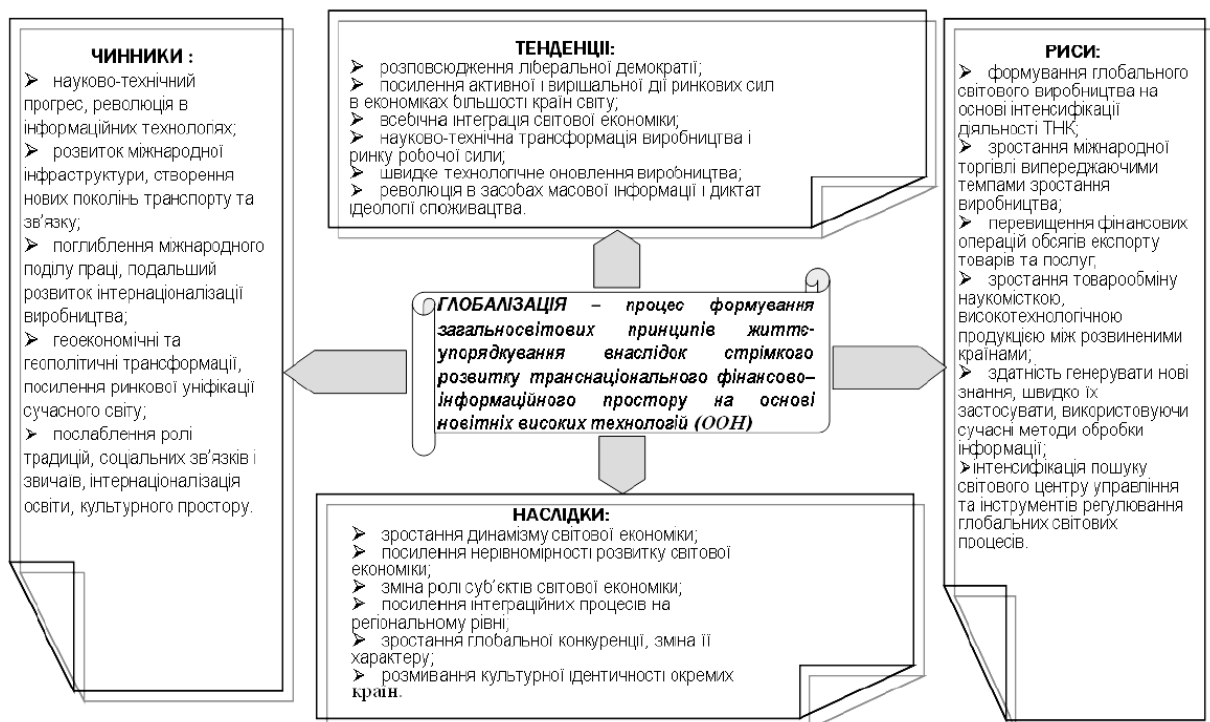 ЧИННИКИ :
➢ науково-технічний
прогрес, революція в
інформаційних технологіях;
➢ розвиток міжнародної
інфраструктури, створення
нових поколінь транспорту та
зв’язку;
➢ поглиблення міжнародного
поділу праці, подальший
розвиток інтернаціоналізації
виробництва;
➢ геоекономічні та
геополітичні трансформації,
посилення ринкової уніфікації
сучасного світу;
➢ послаблення ролі
традицій, соціальних зв’язків і
звичаїв, інтернаціоналізація
освіти, культурного простору.
ТЕНДЕНЦІЇ:
➢ розповсюдження ліберальної демократії;
➢ посилення активної і вирішальної дії ринкових сил
в економіках більшості країн світу;
➢ всебічна інтеграція світової економіки;
➢ науково-технічна трансформація виробництва і
ринку робочої сили;
➢ швидке технологічне оновлення виробництва;
➢ революція в засобах масової інформації і диктат
ідеології споживацтва.
ГЛОБАЛІЗАЦІЯ – процес формування
загальносвітових принципів життє-
упорядкування внаслідок стрімкого
розвитку транснаціонального фінансово–
інформаційного простору на основі
новітніх високих технологій (ООН)
НАСЛІДКИ:
➢ зростання динамізму світової економіки;
➢ посилення нерівномірності розвитку світової
економіки;
➢ зміна ролі суб’єктів світової економіки;
➢ посилення інтеграційних процесів на
регіональному рівні;
➢ зростання глобальної конкуренції, зміна її
характеру;
➢ розмивання культурної ідентичності окремих
країн.
РИСИ:
➢ формування глобального
світового виробництва на
основі інтенсифікації
діяльності ТНК;
➢ зростання міжнародної
торгівлі випереджаючими
темпами зростання
виробництва;
➢ перевищення фінансових
операцій обсягів експорту
товарів та послуг;
➢ зростання товарообміну
наукомісткою,
високотехнологічною
продукцією між розвиненими
країнами;
➢ здатність генерувати нові
знання, швидко їх
застосувати, використовуючи
сучасні методи обробки
інформації;
➢інтенсифікація пошуку
світового центру управління
та інструментів регулювання
глобальних світових
процесів.